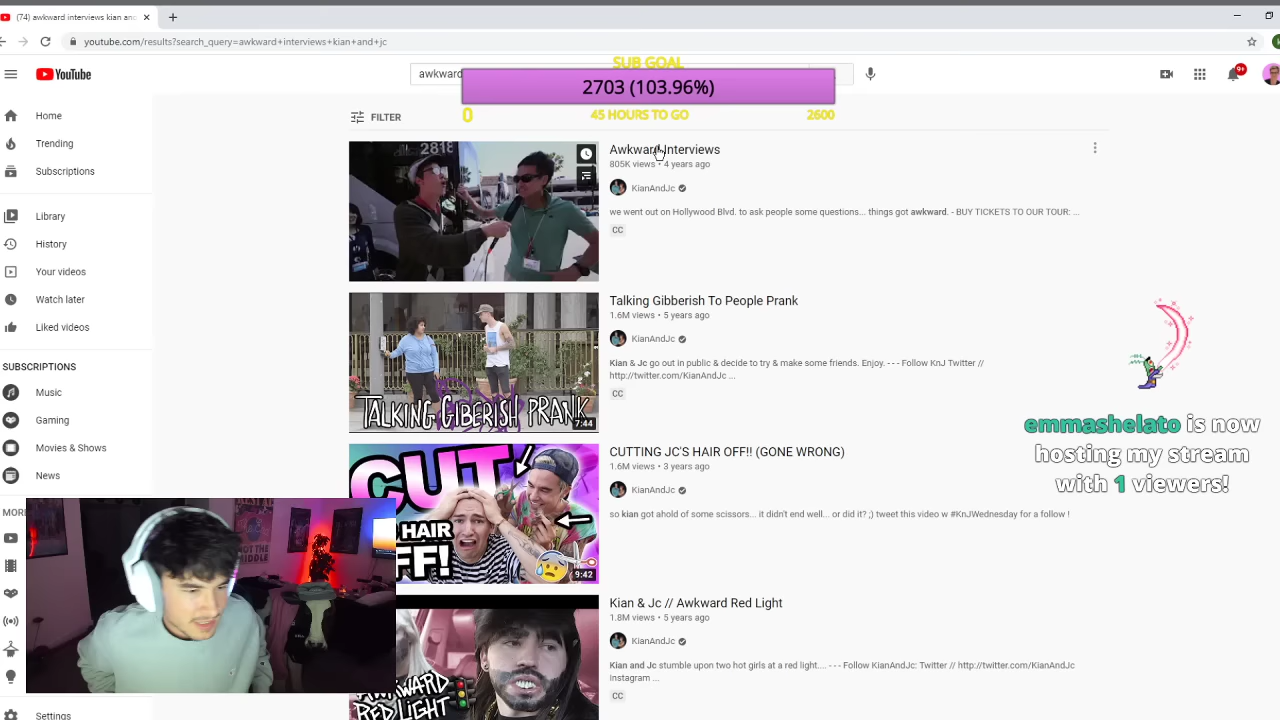 (74) awkward interviews kian and
youtube.com/results?search_query=awkward+interviews+kian+and+jc
SUB GOAL
YouTube
awkward
2703 (103.96%)
9+
0
45 HOURS TO GO
2600
FILTER
Home
Trending
Subscriptions
Library
History
Your videos
Watch later
Liked videos
SUBSCRIPTIONS
Music
Gaming
Movies & Shows
News
MORE
Settings
2818
Awkward Interviews
805K views • 4 years ago
KianAndJc
we went out on Hollywood Blvd. to ask people some questions... things got awkward. - BUY TICKETS TO OUR TOUR: ...
CC
TALKING GIBERISH PRANK
7:44
Talking Gibberish To People Prank
1.6M views • 5 years ago
KianAndJc
Kian & Jc go out in public & decide to try & make some friends. Enjoy. - - - Follow KnJ Twitter //
http://twitter.com/KianAndJc ...
CC
CUT
HAIR
OFF!
9:42
CUTTING JC'S HAIR OFF!! (GONE WRONG)
1.6M views • 3 years ago
KianAndJc
so kian got ahold of some scissors... it didn't end well... or did it? ;) tweet this video w #KnJWednesday for a follow !
AWKWARD
RED LIGHT
Kian & Jc // Awkward Red Light
1.8M views • 5 years ago
KianAndJc
Kian and Jc stumble upon two hot girls at a red light.... - - - Follow KianAndJc: Twitter // http://twitter.com/KianAndJc
Instagram ...
CC
emmashelato is now
hosting my stream
with 1 viewers!
NOT THE
MIDDLE